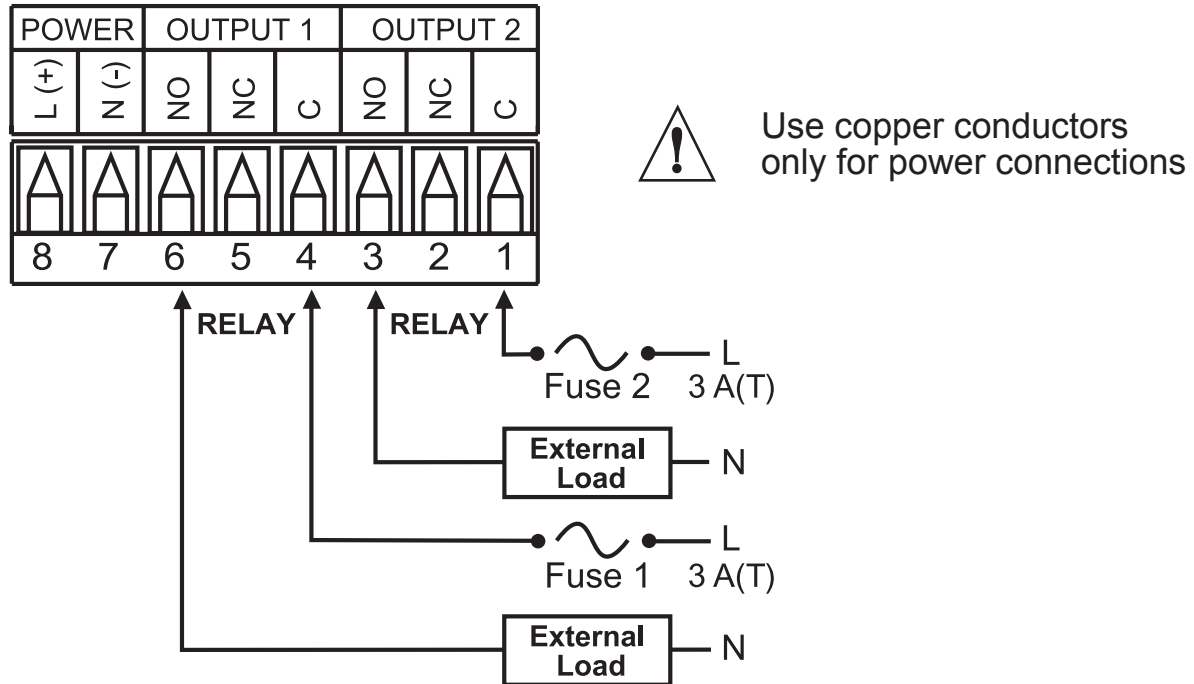 POWER OUTPUT 1 OUTPUT 2
L (+) N (-) NO NC C NO NC C
8 7 6 5 4 3 2 1
Use copper conductors
only for power connections
RELAY RELAY
L
Fuse 2 3 A(T)
External
Load
N
L
Fuse 1 3 A(T)
External
Load
N